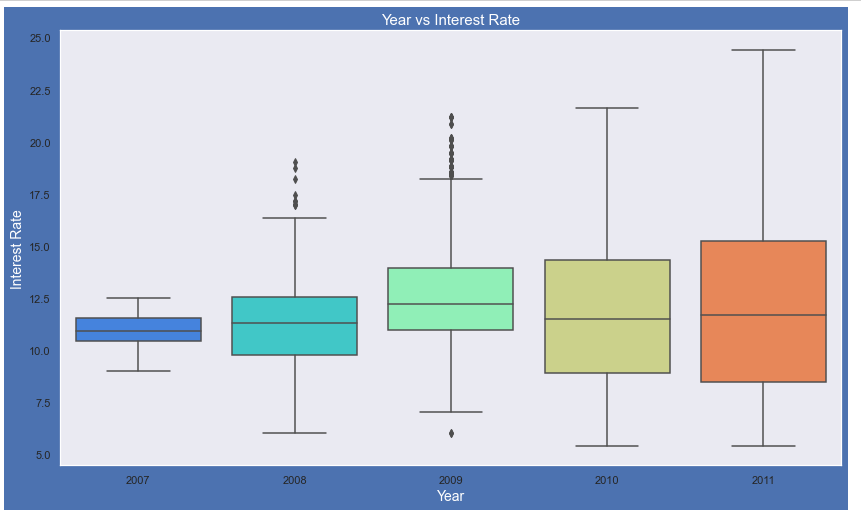 Year vs Interest Rate
25.0
22.5
20.0
17.5
15.0
12.5
10.0
7.5
5.0
Interest Rate
2007 2008 2009 2010 2011
Year